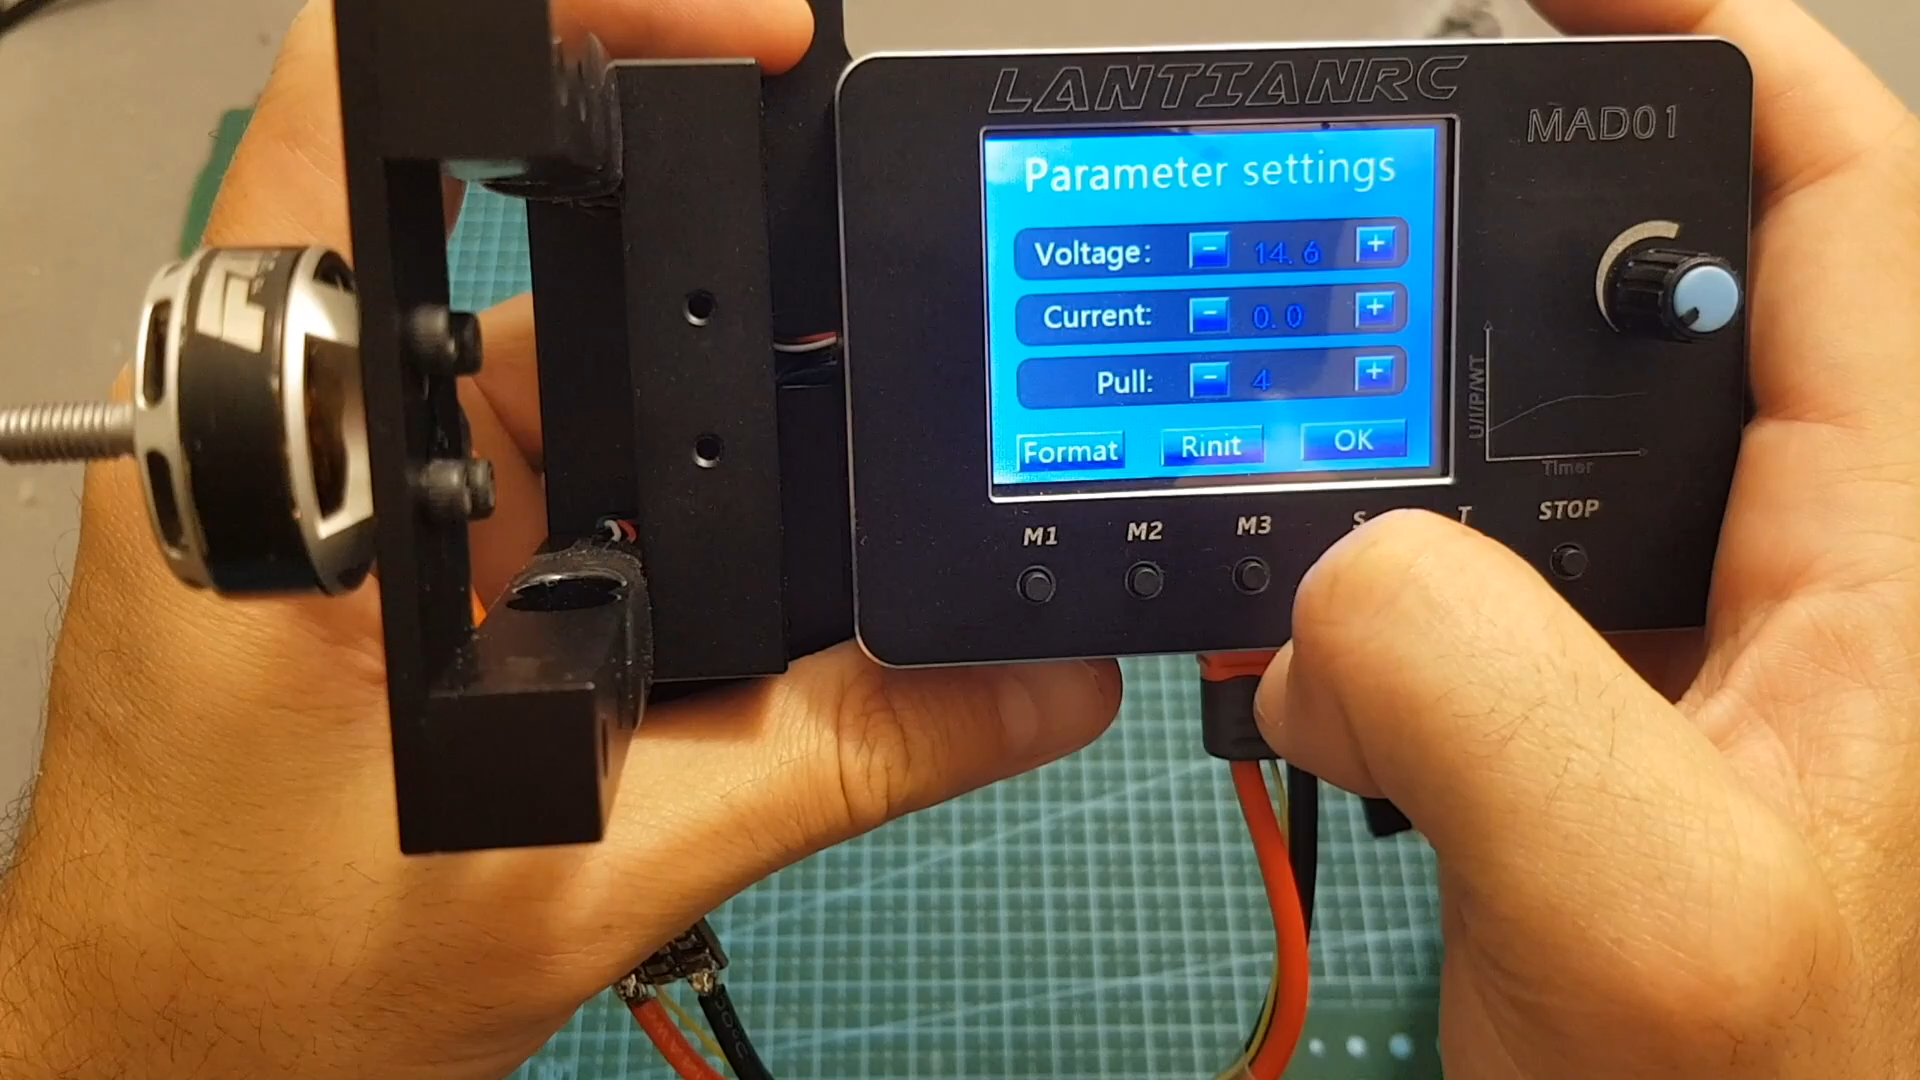 LANTIANRC
MAD01
Parameter settings
Voltage: - 14.6 +
Current: - 0.0 +
Pull: - 4 +
Format Rinit OK
U/I/P/WT
Timer
M1 M2 M3 S T STOP